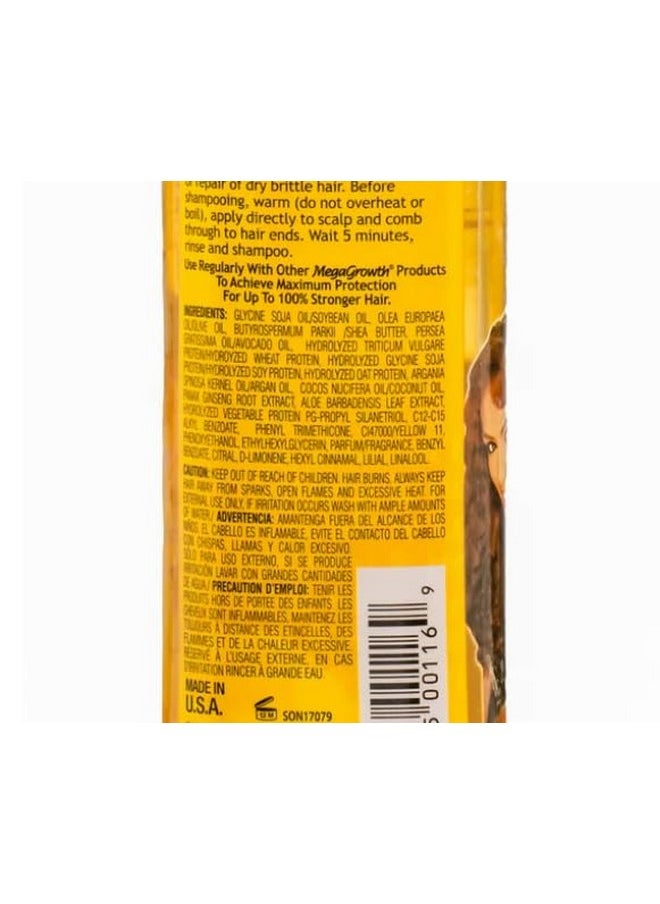 or repair of dry brittle hair. Before
shampooing, warm (do not overheat or
boil), apply directly to scalp and comb
through to hair ends. Wait 5 minutes,
rinse and shampoo.
Use Regularly With Other MegaGrowth® Products
To Achieve Maximum Protection
For Up To 100% Stronger Hair.
INGREDIENTS: GLYCINE SOJA OIL/SOYBEAN OIL, OLEA EUROPAEA
OIL/OLIVE OIL, BUTYROSPERMUM PARKII /SHEA BUTTER, PERSEA
GRATISSIMA OIL/AVOCADO OIL, HYDROLYZED TRITICUM VULGARE
PROTEIN/HYDROYZED WHEAT PROTEIN, HYDROLYZED GLYCINE SOJA
PROTEIN/HYDROLYZED SOY PROTEIN, HYDROLYZED OAT PROTEIN, ARGANIA
SPINOSA KERNEL OIL/ARGAN OIL, COCOS NUCIFERA OIL/COCONUT OIL,
PANAX GINSENG ROOT EXTRACT, ALOE BARBADENSIS LEAF EXTRACT,
HYDROLYZED VEGETABLE PROTEIN PG-PROPYL SILANETRIOL, C12-C15
ALKYL BENZOATE, PHENYL TRIMETHICONE, CI47000/YELLOW 11,
PHENOXYETHANOL, ETHYLHEXYLGLYCERIN, PARFUM/FRAGRANCE, BENZYL
BENZOATE, CITRAL, D-LIMONENE, HEXYL CINNAMAL, LILIAL, LINALOOL.
CAUTION: KEEP OUT OF REACH OF CHILDREN. HAIR BURNS. ALWAYS KEEP
HAIR AWAY FROM SPARKS, OPEN FLAMES AND EXCESSIVE HEAT. FOR
EXTERNAL USE ONLY. IF IRRITATION OCCURS WASH WITH AMPLE AMOUNTS
OF WATER./ ADVERTENCIA: AMANTENGA FUERA DEL ALCANCE DE LOS
NIÑOS. EL CABELLO ES INFLAMABLE, EVITE EL CONTACTO DEL CABELLO
CON CHISPAS, LLAMAS Y CALOR EXCESIVO.
SÓLO PARA USO EXTERNO, SI SE PRODUCE
IRRITACIÓN LAVAR CON GRANDES CANTIDADES
DE AGUA./ PRECAUTION D'EMPLOI: TENIR LES
PRODUITS HORS DE PORTÉE DES ENFANTS. LES
CHEVEUX SONT INFLAMMABLES, MAINTENEZ LES
TOUJOURS À DISTANCE DES ETINCELLES, DES
FLAMMES ET DE LA CHALEUR EXCESSIVE.
RÉSERVÉ À L'USAGE EXTERNE. EN CAS
D'IRRITATION RINCER À GRANDE EAU.
MADE IN
U.S.A.
SON17079
00116 9